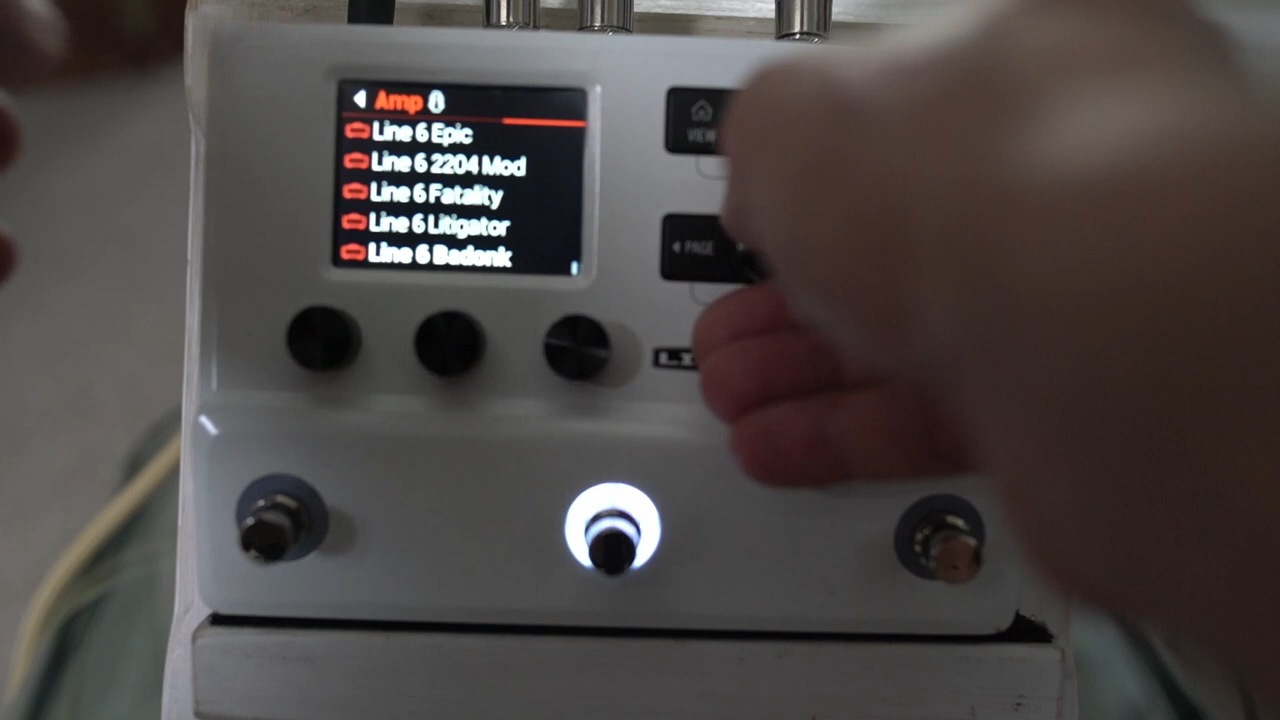 Amp
Line 6 Epic
Line 6 2204 Mod
Line 6 Fatality
Line 6 Litigator
Line 6 Badonk
VIEW
PAGE